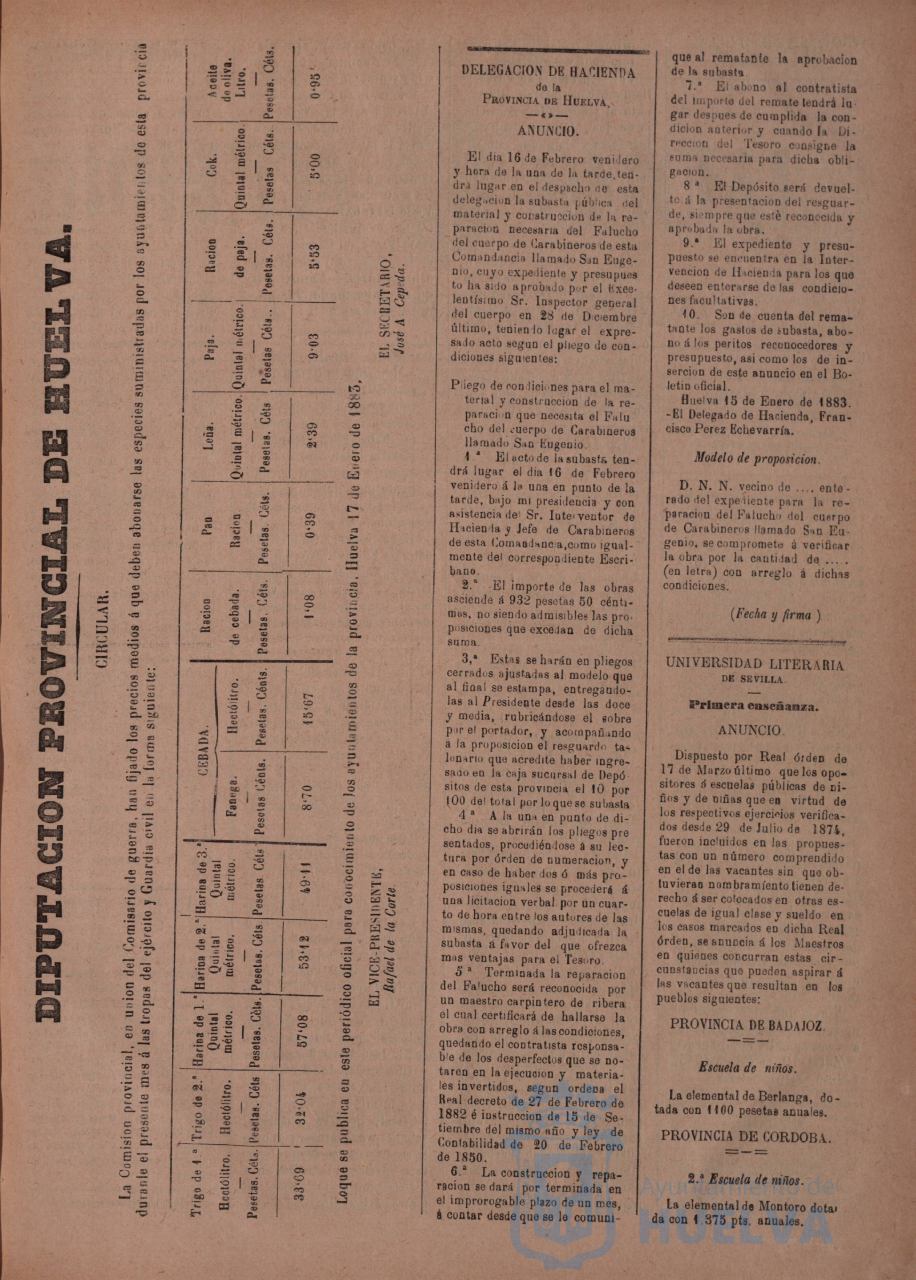 DIPUTACION PROVINCIAL DE HUELVA.
CIRCULAR.
La Comision provincial, en union del Comisario de guerra, han fijado los precios medios á que deben abonarse las especies suministradas por los ayuntamientos de esta provincia
durante el presente mes á las tropas del ejército y Guardia civil en la forma siguiente:
Trigo de 1.ª Trigo de 2.ª Harina de 1.ª Harina de 2.ª Harina de 3.ª CEBADA. Racion Pan Leña. Paja. Racion Cok. Aceite
Hectólitro. Hectólitro. Quintal métrico. Quintal métrico. Quintal métrico. Fanega. Hectólitro. de cebada. Racion Quintal métrico. Quintal métrico. de paja. Quintal métrico. de oliva. Litro.
Pesetas. Céts. Pesetas. Céts Pesetas. Céts. Pesetas. Céts Pesetas. Céts Pesetas Cénts. Pesetas. Cénts. Pesetas. Céts. Pesetas. Céts. Pesetas. Céts Pesetas Céts.. Pesetas. Céts. Pesetas Céts.. Pesetas. Céts.
33·69 32·04 57·08 53·12 49·11 8·70 15·67 1·08 0·39 2·39 9·03 5·53 5·00 0·95
Lo que se publica en este periódico oficial para conocimiento de los ayuntamientos de la provincia. Huelva 17 de Enero de 1883.
EL VICE-PRESIDENTE,
Rafael de la Corte.
EL SECRETARIO,
José A Cepeda.
DELEGACION DE HACIENDA
de la
PROVINCIA DE HUELVA.
ANUNCIO.
El dia 16 de Febrero venidero
y hora de la una de la tarde, ten-
drá lugar en el despacho de esta
delegacion la subasta pública del
material y construccion de la re-
paracion necesaria del Falucho
del cuerpo de Carabineros de esta
Comandancia llamado San Euge-
nio, cuyo expediente y presupues
to ha sido aprobado por el Exce-
lentísimo Sr. Inspector general
del cuerpo en 28 de Diciembre
último, teniendo lugar el expre-
sado acto segun el pliego de con-
diciones siguientes:
Pliego de condiciones para el ma-
terial y construccion de la re-
paracion que necesita el Falu
cho del cuerpo de Carabineros
llamado San Eugenio.
1ª El acto de la subasta ten-
drá lugar el dia 16 de Febrero
venidero á la una en punto de la
tarde, bajo mi presidencia y con
asistencia del Sr. Interventor de
Hacienda y Jefe de Carabineros
de esta Comandancia, como igual-
mente del correspondiente Escri-
bano.
2.ª El importe de las obras
asciende á 932 pesetas 50 cénti-
mas, no siendo admisibles las pro-
posiciones que excedan de dicha
suma.
3,ª Estas se harán en pliegos
cerrados ajustadas al modelo que
al final se estampa, entregando-
las al Presidente desde las doce
y media, rubricándose el sobre
por el portador, y acompañando
á la proposicion el resguardo ta-
lonario que acredite haber ingre-
sado en la caja sucursal de Depó
sitos de esta provincia el 10 por
100 del total por lo que se subasta
4ª A la una en punto de di-
cho dia se abrirán los pliegos pre
sentados, procediéndose á su lec-
tura por órden de numeracion, y
en caso de haber dos ó más pro-
posiciones iguales se procederá á
una licitacion verbal por un cuar-
to de hora entre los autores de las
mismas, quedando adjudicada la
subasta á favor del que ofrezca
mas ventajas para el Tesoro.
5ª Terminada la reparacion
del Falucho será reconocida por
un maestro carpintero de ribera
el cual certificará de hallarse la
obra con arreglo á las condiciones,
quedando el contratista responsa-
ble de los desperfectos que se no-
taren en la ejecucion y materia-
les invertidos, segun ordena el
Real decreto de 27 de Febrero de
1882 é instruccion de 15 de Se-
tiembre del mismo año y ley de
Contabilidad de 20 de Febrero
de 1850.
6.ª La construccion y repa-
racion se dará por terminada en
el improrogable plazo de un mes,
á contar desde que se le comuni-
que al rematante la aprobacion
de la subasta
7.ª El abono al contratista
del importe del remate tendrá lu-
gar despues de cumplida la con-
dicion anterior y cuando la Di-
reccion del Tesoro consigne la
suma necesaria para dicha obli-
gacion.
8ª El Depósito será devuel-
to á la presentacion del resguar-
de, siempre que esté reconocida y
aprobada la obra.
9.ª El expediente y presu-
puesto se encuentra en la Inter-
vencion de Hacienda para los que
deseen enterarse de las condicio-
nes facultativas.
10. Son de cuenta del rema-
tante los gastos de subasta, abo-
no á los peritos reconocedores y
presupuesto, asi como los de in-
sercion de este anuncio en el Bo-
letin oficial.
Huelva 15 de Enero de 1883.
-El Delegado de Hacienda, Fran-
cisco Perez Echevarría.
Modelo de proposicion.
D. N. N. vecino de .... ente-
rado del expediente para la re-
paracion del Falucho del cuerpo
de Carabineros llamado San Eu-
genio, se compromete á verificar
la obra por la cantidad de .....
(en letra) con arreglo á dichas
condiciones.
(Fecha y firma )
UNIVERSIDAD LITERARIA
DE SEVILLA.
Primera enseñanza.
ANUNCIO.
Dispuesto por Real órden de
17 de Marzo último que los opo-
sitores á escuelas públicas de ni-
ños y de niñas que en virtud de
los respectivos ejercicios verifica-
dos desde 29 de Julio de 1874,
fueron incluidos en las propues-
tas con un número comprendido
en el de las vacantes sin que ob-
tuvieran nombramiento tienen de-
recho á ser colocados en otras es-
cuelas de igual clase y sueldo en
los casos marcados en dicha Real
órden, se anuncia á los Maestros
en quienes concurran estas cir-
cunstancias que pueden aspirar á
las vacantes que resultan en los
pueblos siguientes:
PROVINCIA DE BADAJOZ.
Escuela de niños.
La elemental de Berlanga, do-
tada con 1100 pesetas anuales.
PROVINCIA DE CORDOBA.
2.ª Escuela de niños.
La elemental de Montoro dota-
da con 1.375 pts. anuales.
Ayuntamiento de
HUELVA